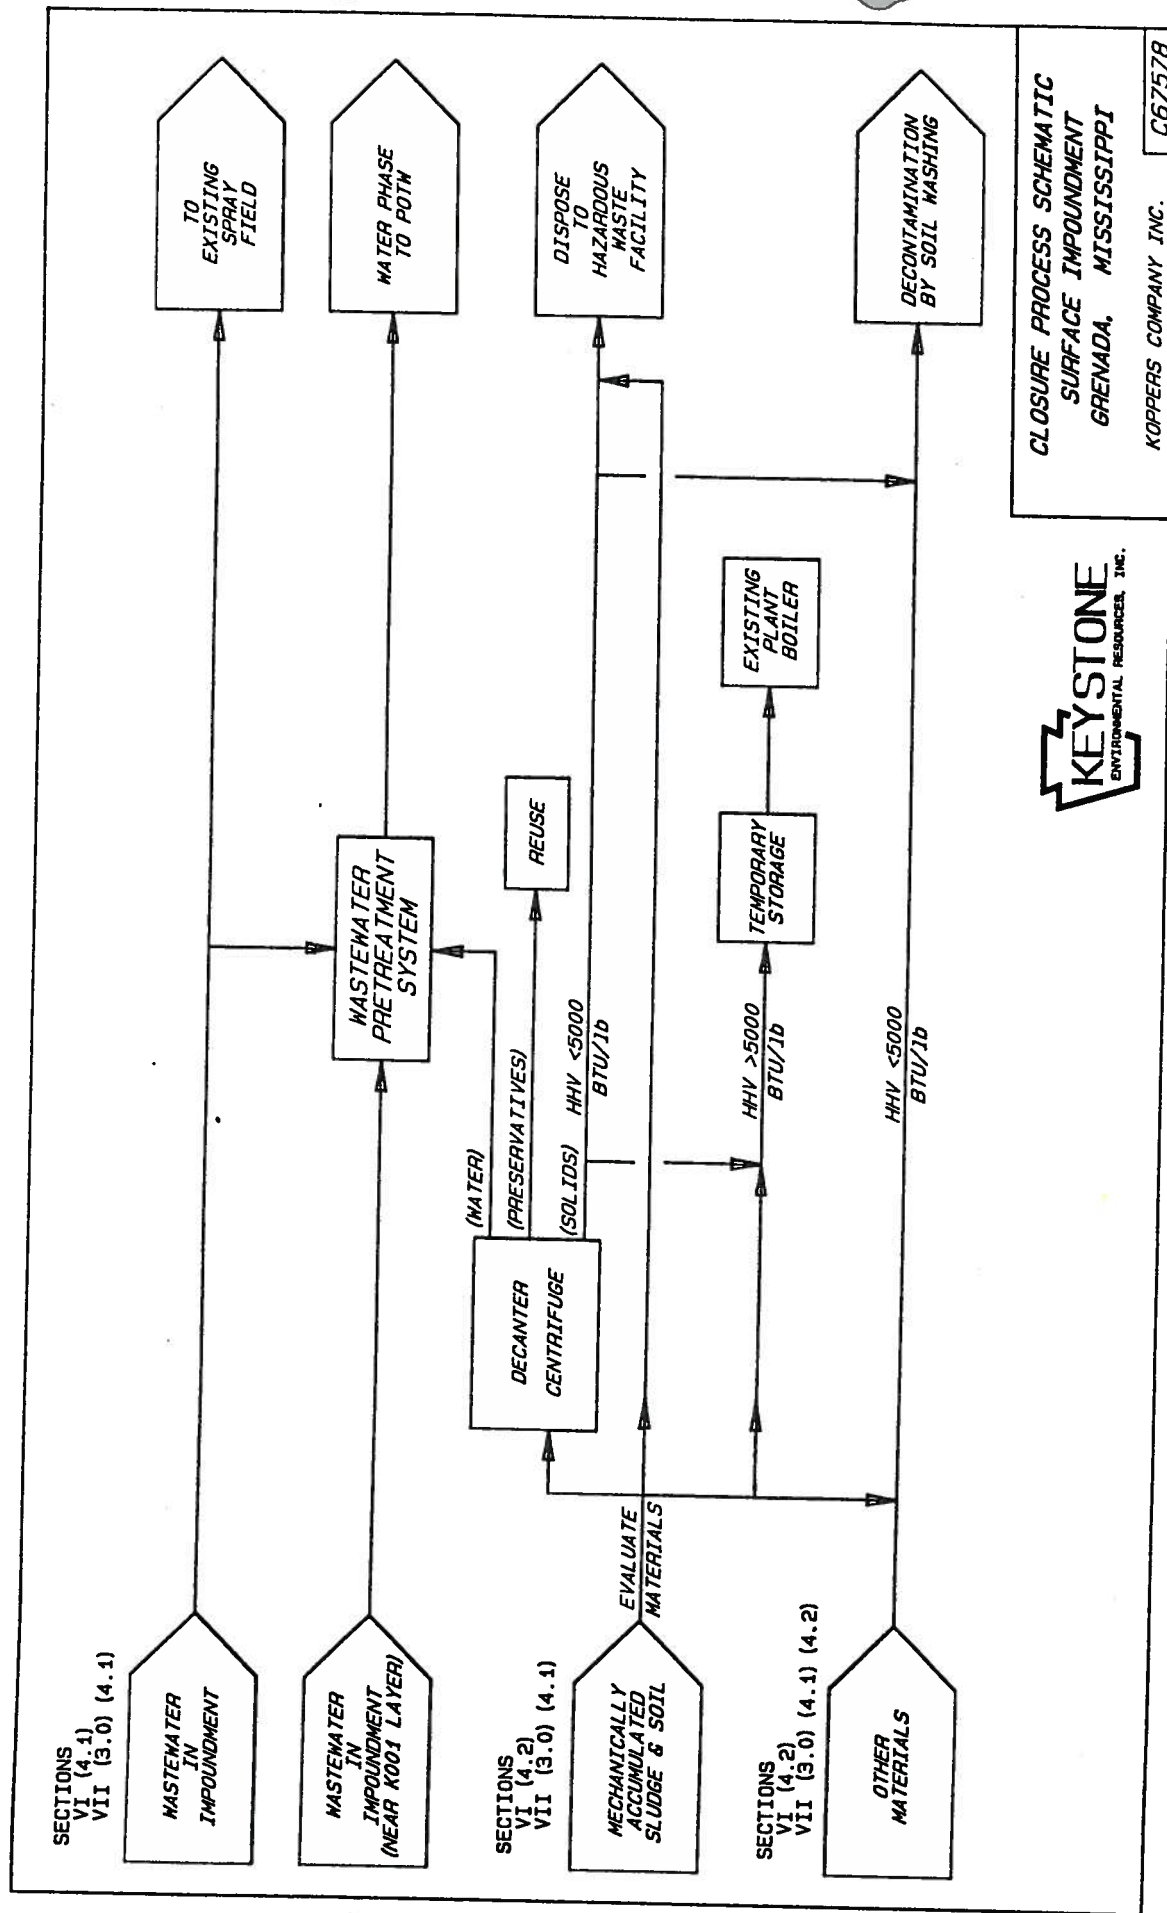 SECTIONS
VI (4.1)
VII (3.0) (4.1)
WASTEWATER
IN
IMPOUNDMENT
TO
EXISTING
SPRAY
FIELD
WASTEWATER
IN
IMPOUNDMENT
(NEAR K001 LAYER)
WASTEWATER
PRETREATMENT
SYSTEM
WATER PHASE
TO POTW
SECTIONS
VI (4.2)
VII (3.0) (4.1)
MECHANICALLY
ACCUMULATED
SLUDGE & SOIL
EVALUATE
MATERIALS
DECANTER
CENTRIFUGE
(WATER)
(PRESERVATIVES)
(SOLIDS) HHV <5000
BTU/lb
REUSE
DISPOSE
TO
HAZARDOUS
WASTE
FACILITY
HHV >5000
BTU/lb
TEMPORARY
STORAGE
EXISTING
PLANT
BOILER
SECTIONS
VI (4.2)
VII (3.0) (4.1) (4.2)
OTHER
MATERIALS
HHV <5000
BTU/lb
DECONTAMINATION
BY SOIL WASHING
KEYSTONE
ENVIRONMENTAL RESOURCES, INC.
CLOSURE PROCESS SCHEMATIC
SURFACE IMPOUNDMENT
GRENADA, MISSISSIPPI
KOPPERS COMPANY INC.